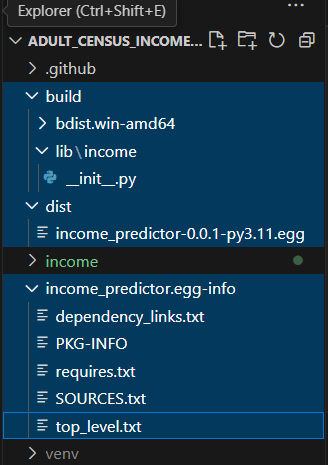 Explorer (Ctrl+Shift+E)
ADULT_CENSUS_INCOME...
.github
build
bdist.win-amd64
lib\income
__init__.py
dist
income_predictor-0.0.1-py3.11.egg
income
income_predictor.egg-info
dependency_links.txt
PKG-INFO
requires.txt
SOURCES.txt
top_level.txt
venv